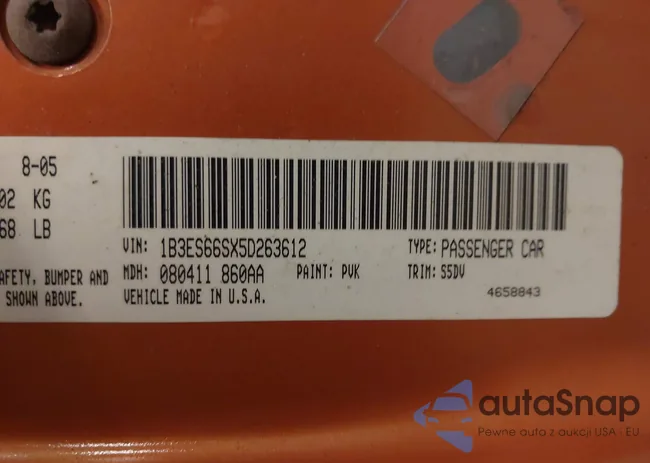 8-05
02 KG
68 LB
VIN: 1B3ES66SX5D263612 TYPE: PASSENGER CAR
AFETY, BUMPER AND MDH: 080411 860AA PAINT: PVK TRIM: S5DV
SHOWN ABOVE. VEHICLE MADE IN U.S.A. 4658843
autaSnap
Pewne auto z aukcji USA - EU